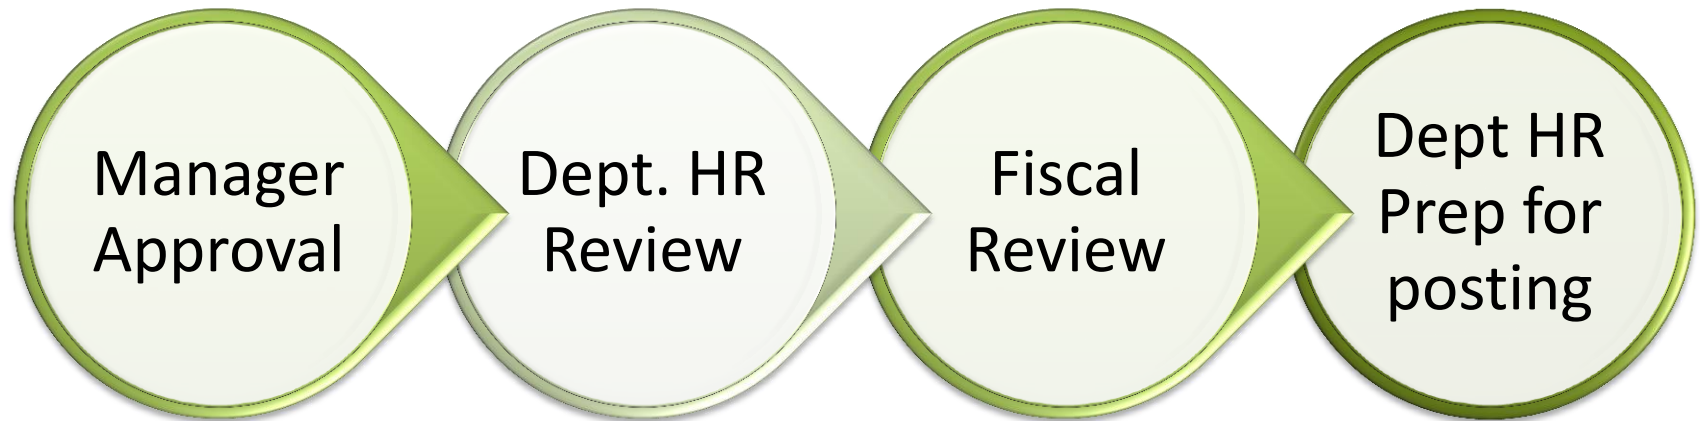 Manager
Approval
Dept. HR
Review
Fiscal
Review
Dept HR
Prep for
posting